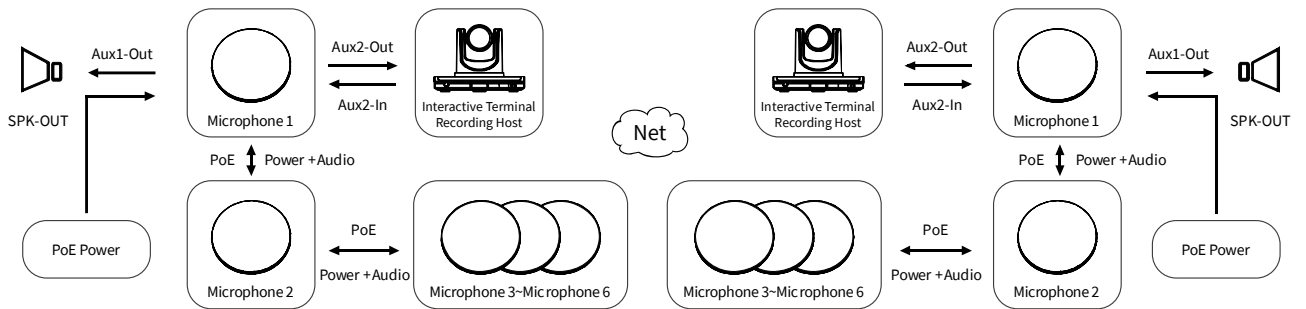 Aux1-Out
SPK-OUT
Microphone 1
Aux2-Out
Aux2-In
Interactive Terminal
Recording Host
PoE
Power +Audio
PoE Power
Microphone 2
PoE
Power +Audio
Microphone 3~Microphone 6
Net
Interactive Terminal
Recording Host
Aux2-Out
Aux2-In
Microphone 1
Aux1-Out
SPK-OUT
PoE
Power +Audio
Microphone 3~Microphone 6
PoE
Power +Audio
Microphone 2
PoE Power